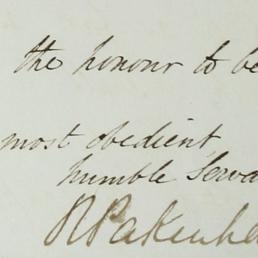 the honour to be
most obedient
humble Serva
R Pakenha